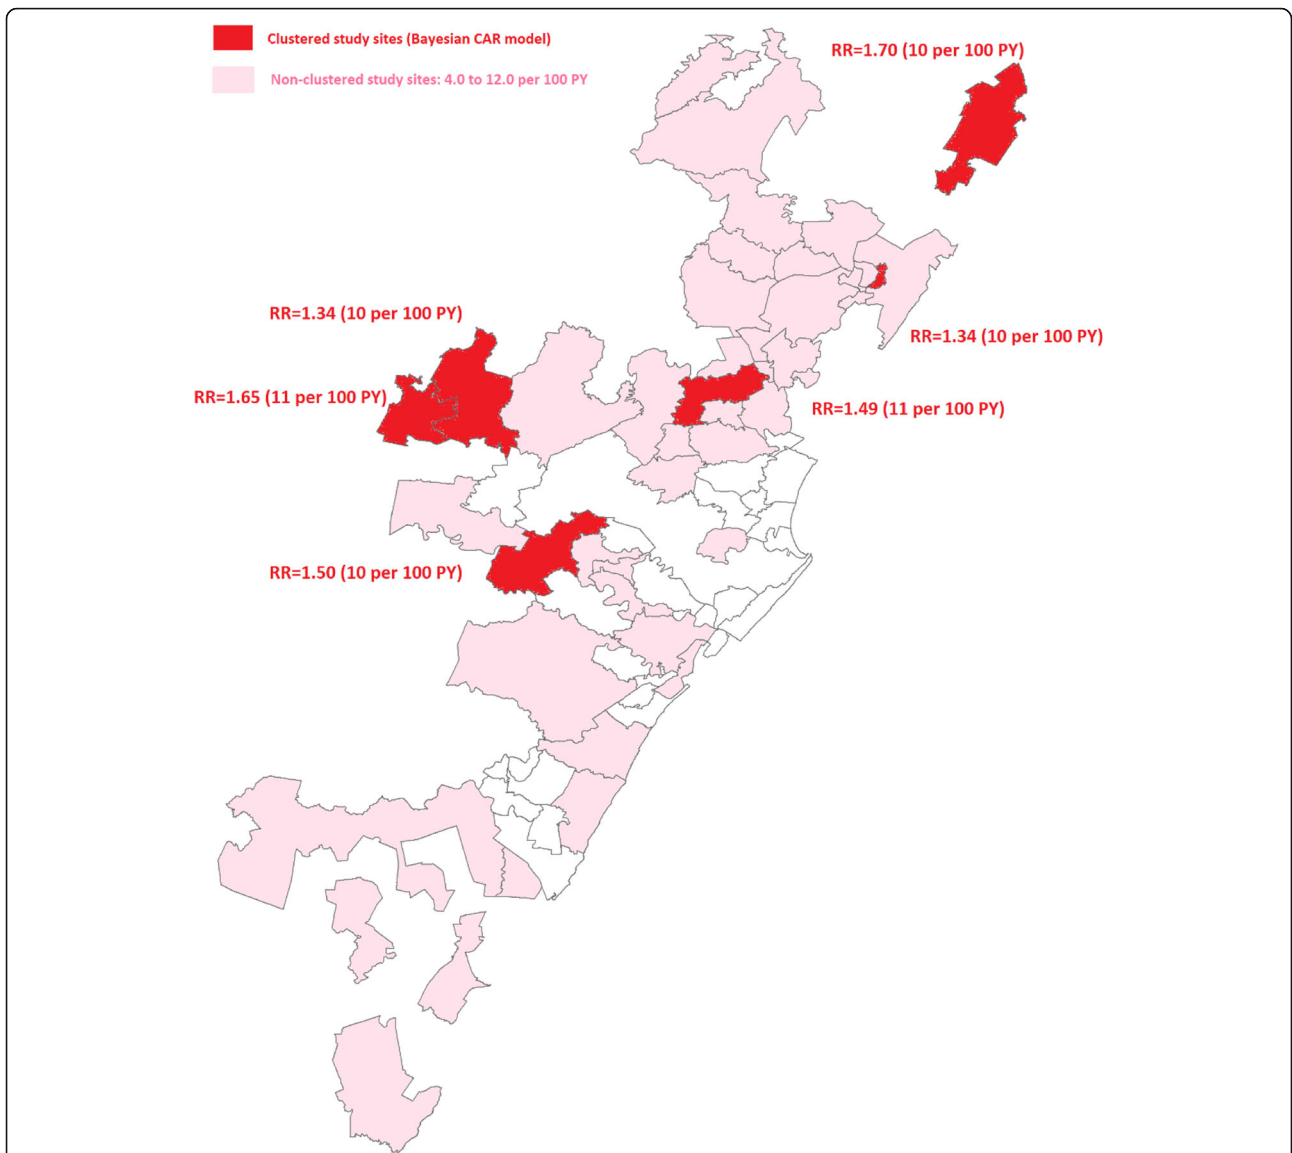 Clustered study sites (Bayesian CAR model)
Non-clustered study sites: 4.0 to 12.0 per 100 PY
RR=1.70 (10 per 100 PY)
RR=1.34 (10 per 100 PY)
RR=1.34 (10 per 100 PY)
RR=1.65 (11 per 100 PY)
RR=1.49 (11 per 100 PY)
RR=1.50 (10 per 100 PY)